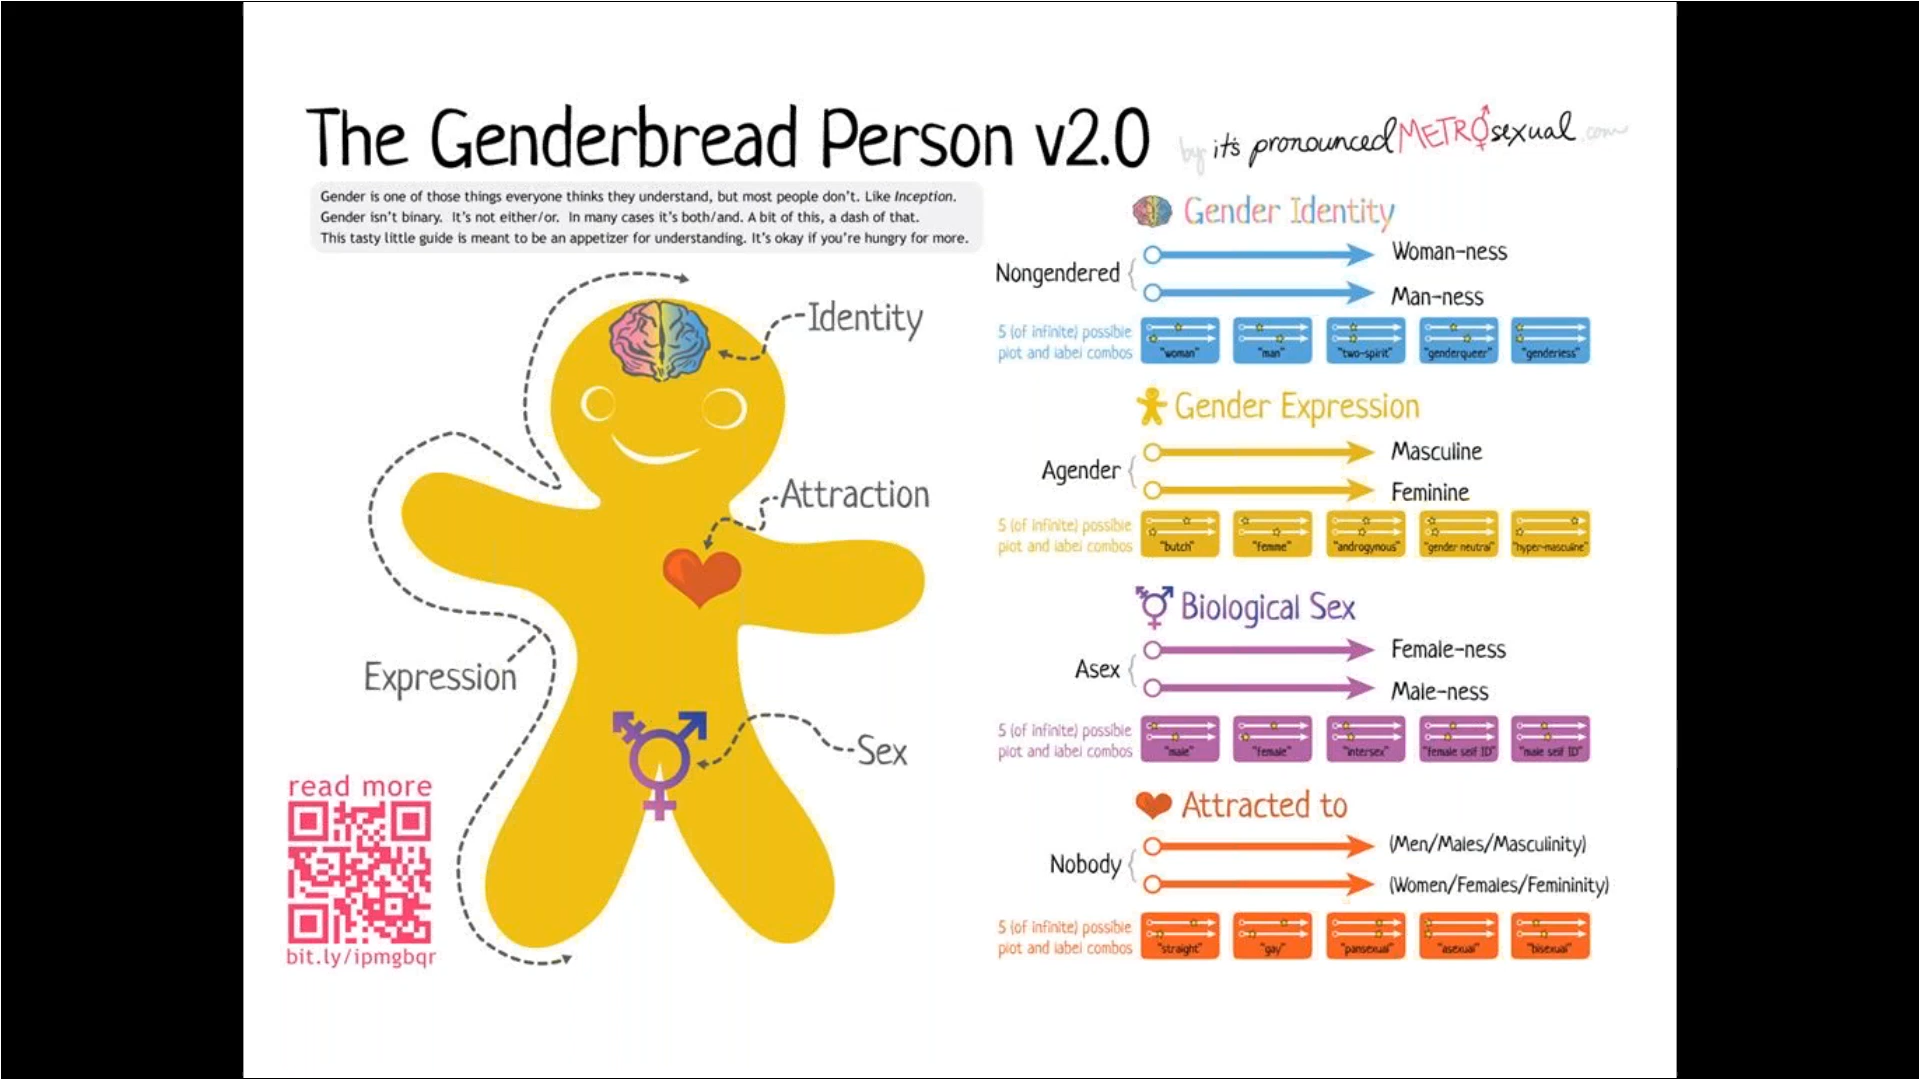 The Genderbread Person v2.0
by it's pronounced METROsexual.com
Gender is one of those things everyone thinks they understand, but most people don't. Like Inception.
Gender isn't binary. It's not either/or. In many cases it's both/and. A bit of this, a dash of that.
This tasty little guide is meant to be an appetizer for understanding. It's okay if you're hungry for more.
Identity
Attraction
Expression
Sex
read more
bit.ly/ipmgbqr
Gender Identity
Nongendered
Woman-ness
Man-ness
5 (of infinite) possible
plot and label combos
"woman"
"man"
"two-spirit"
"genderqueer"
"genderless"
Gender Expression
Agender
Masculine
Feminine
5 (of infinite) possible
plot and label combos
"butch"
"femme"
"androgynous"
"gender neutral"
"hyper-masculine"
Biological Sex
Asex
Female-ness
Male-ness
5 (of infinite) possible
plot and label combos
"male"
"female"
"intersex"
"female self ID"
"male self ID"
Attracted to
Nobody
(Men/Males/Masculinity)
(Women/Females/Femininity)
5 (of infinite) possible
plot and label combos
"straight"
"gay"
"pansexual"
"asexual"
"bisexual"